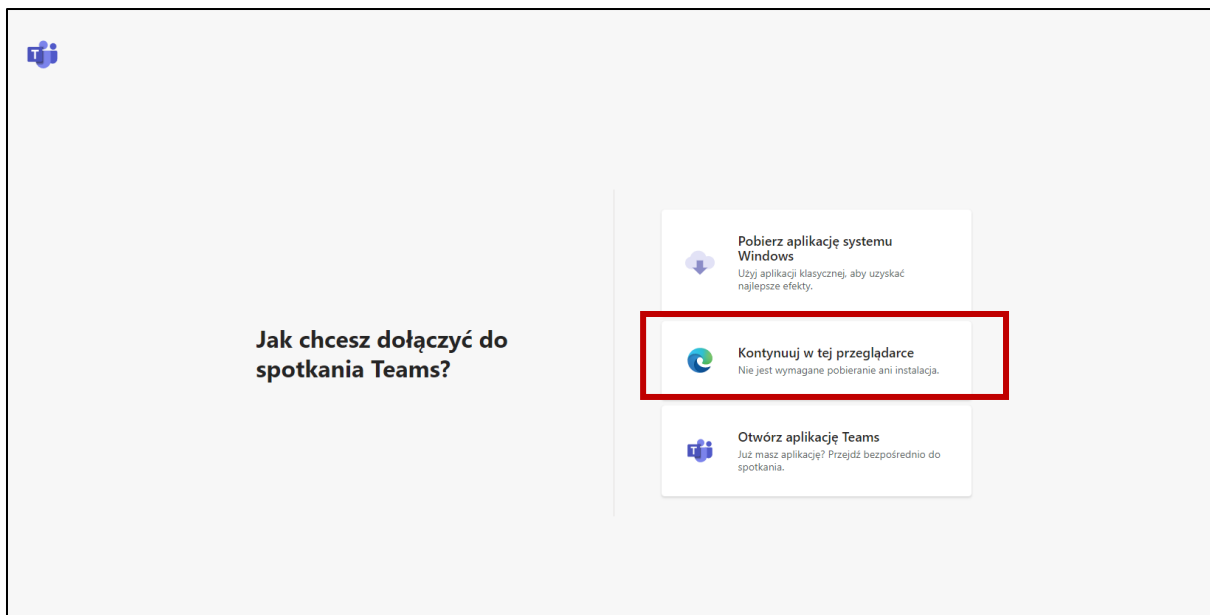 Jak chcesz dołączyć do
spotkania Teams?
Pobierz aplikację systemu
Windows
Użyj aplikacji klasycznej, aby uzyskać
najlepsze efekty.
Kontynuuj w tej przeglądarce
Nie jest wymagane pobieranie ani instalacja.
Otwórz aplikację Teams
Już masz aplikację? Przejdź bezpośrednio do
spotkania.